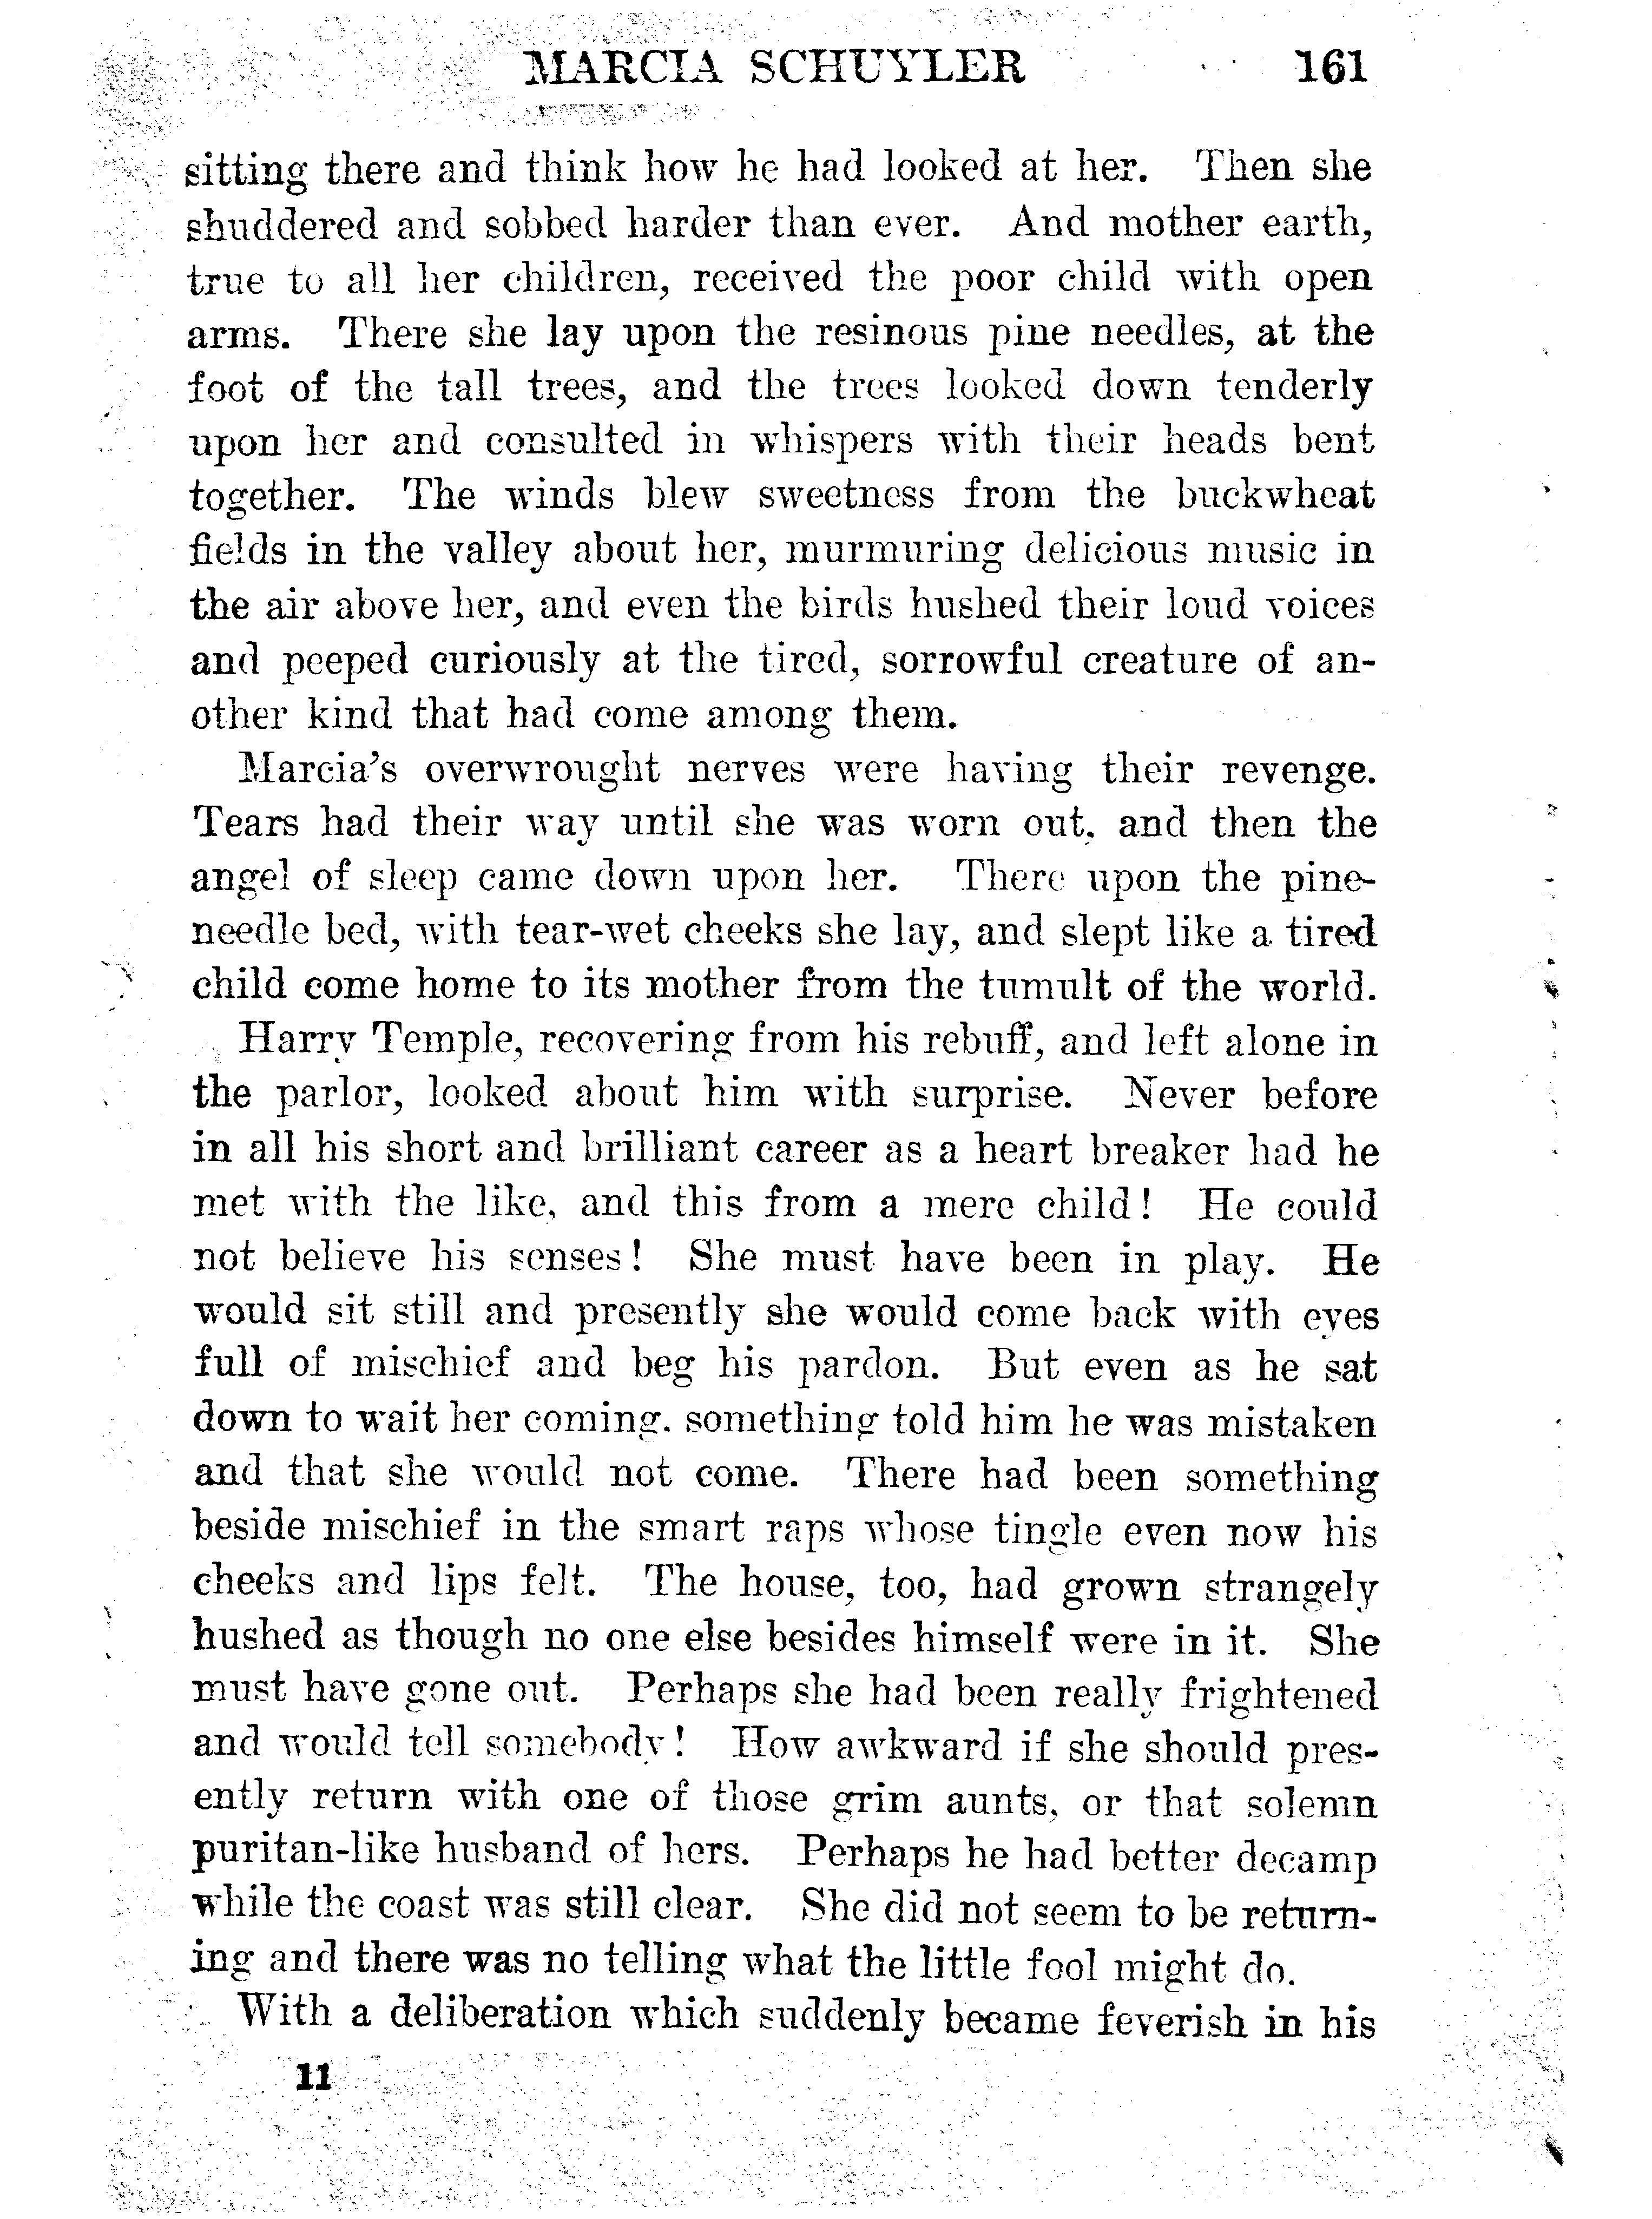 MARCIA SCHUYLER 161
sitting there and think how he had looked at her. Then she
shuddered and sobbed harder than ever. And mother earth,
true to all her children, received the poor child with open
arms. There she lay upon the resinous pine needles, at the
foot of the tall trees, and the trees looked down tenderly
upon her and consulted in whispers with their heads bent
together. The winds blew sweetness from the buckwheat
fields in the valley about her, murmuring delicious music in
the air above her, and even the birds hushed their loud voices
and peeped curiously at the tired, sorrowful creature of an-
other kind that had come among them.
Marcia's overwrought nerves were having their revenge.
Tears had their way until she was worn out, and then the
angel of sleep came down upon her. There upon the pine-
needle bed, with tear-wet cheeks she lay, and slept like a tired
child come home to its mother from the tumult of the world.
Harry Temple, recovering from his rebuff, and left alone in
the parlor, looked about him with surprise. Never before
in all his short and brilliant career as a heart breaker had he
met with the like, and this from a mere child! He could
not believe his senses! She must have been in play. He
would sit still and presently she would come back with eyes
full of mischief and beg his pardon. But even as he sat
down to wait her coming, something told him he was mistaken
and that she would not come. There had been something
beside mischief in the smart raps whose tingle even now his
cheeks and lips felt. The house, too, had grown strangely
hushed as though no one else besides himself were in it. She
must have gone out. Perhaps she had been really frightened
and would tell somebody! How awkward if she should pres-
ently return with one of those grim aunts, or that solemn
puritan-like husband of hers. Perhaps he had better decamp
while the coast was still clear. She did not seem to be return-
ing and there was no telling what the little fool might do.
With a deliberation which suddenly became feverish in his
11